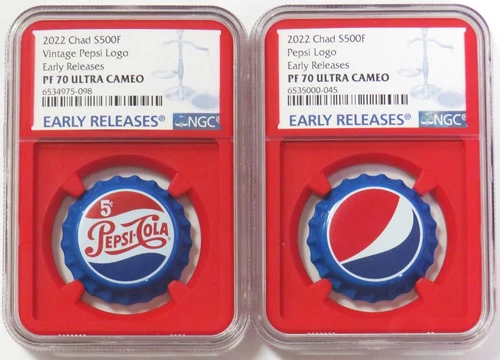 2022 Chad S500F
Vintage Pepsi Logo
Early Releases
PF 70 ULTRA CAMEO
6534975-098
EARLY RELEASES®
NGC®
5¢
PEPSI-COLA
2022 Chad S500F
Pepsi Logo
Early Releases
PF 70 ULTRA CAMEO
6535000-045
EARLY RELEASES®
NGC®